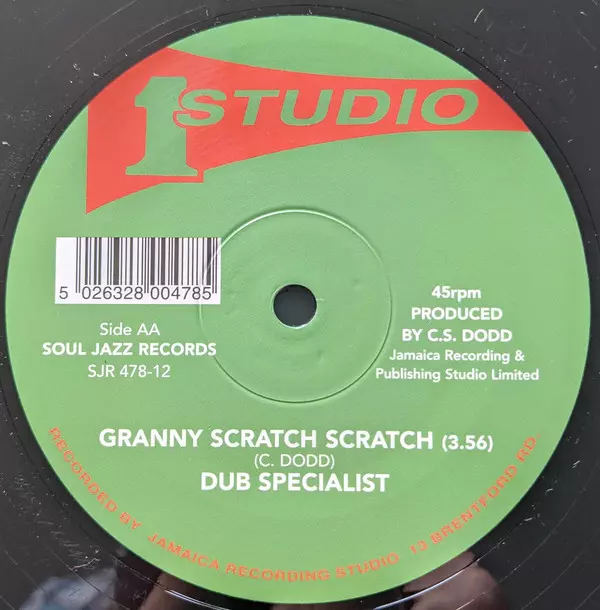 1 STUDIO
5 026328 004785
Side AA
SOUL JAZZ RECORDS
SJR 478-12
45rpm
PRODUCED
BY C.S. DODD
Jamaica Recording &
Publishing Studio Limited
GRANNY SCRATCH SCRATCH (3.56)
(C. DODD)
DUB SPECIALIST
RECORDED BY JAMAICA RECORDING STUDIO 13 BRENTFORD RD.